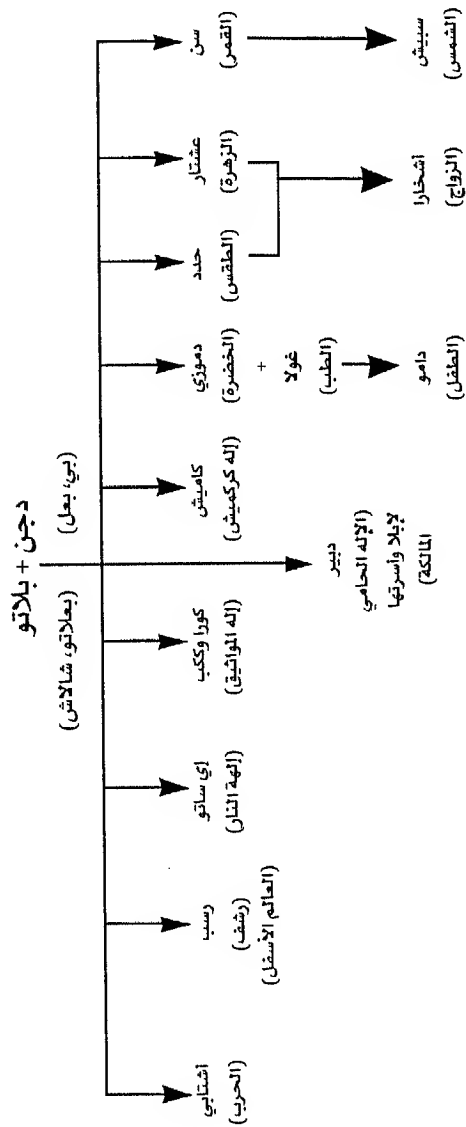 دجن + بلاتو
(بي، بعل)
(بعلاتو، شالاش)
سن
(القمر)
سبيش
(الشمس)
عشتار
(الزهرة)
حدد
(الطقس)
أشخارا
(الزواج)
دموزي
(الخضرة)
+
غولا
(الطب)
دامو
(الطفل)
كاميش
(إله كركميش)
دبير
(الإله الحامي
لإبلا وأسرتها
المالكة)
كورا وككب
(إله المواثيق)
إي ساتو
(إلهة النار)
رسب
(رشف)
(العالم الأسفل)
أشتابي
(الحرب)